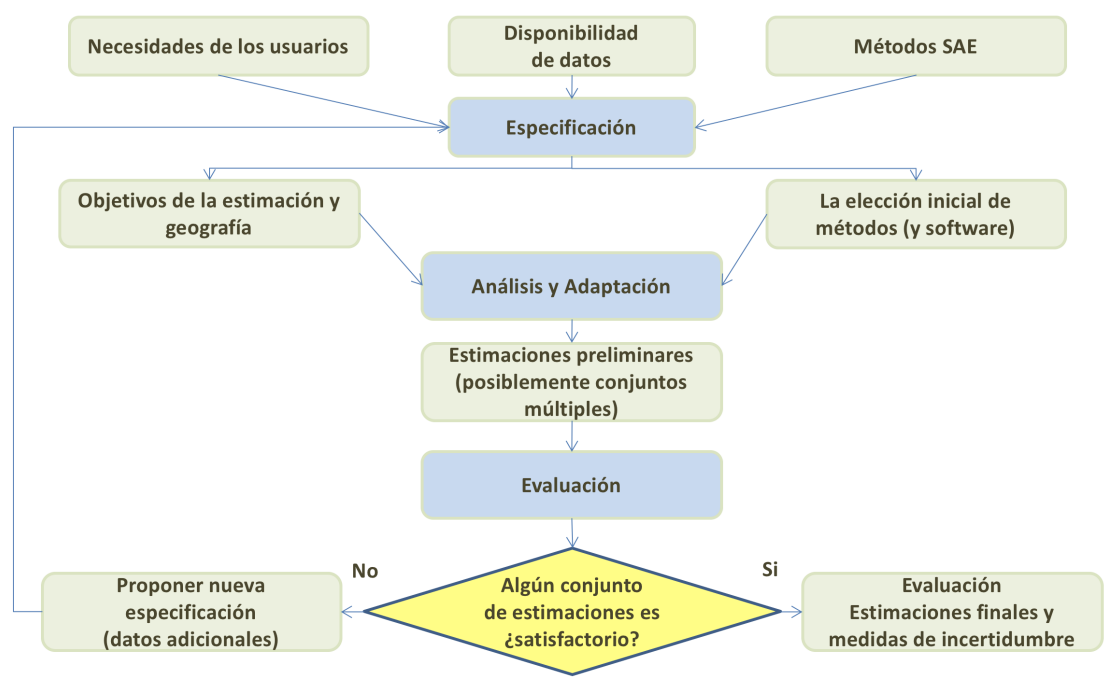 Necesidades de los usuarios
Disponibilidad
de datos
Métodos SAE
Especificación
Objetivos de la estimación y
geografía
La elección inicial de
métodos (y software)
Análisis y Adaptación
Estimaciones preliminares
(posiblemente conjuntos
múltiples)
Evaluación
Algún conjunto
de estimaciones es
¿satisfactorio?
No
Si
Proponer nueva
especificación
(datos adicionales)
Evaluación
Estimaciones finales y
medidas de incertidumbre